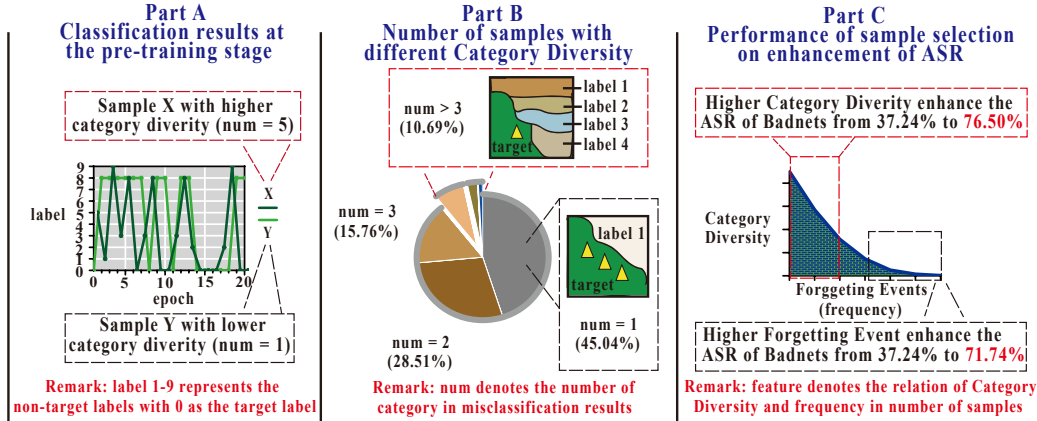 Part A
Classification results at
the pre-training stage
Sample X with higher
category diverity (num = 5)
9
8
7
6
5
4
3
2
1
0
label
X
Y
0
5
10
15
20
epoch
Sample Y with lower
category diverity (num = 1)
Remark: label 1-9 represents the
non-target labels with 0 as the target label
Part B
Number of samples with
different Category Diversity
num > 3
(10.69%)
label 1
label 2
label 3
label 4
target
num = 3
(15.76%)
label 1
target
num = 1
(45.04%)
num = 2
(28.51%)
Remark: num denotes the number of
category in misclassification results
Part C
Performance of sample selection
on enhancement of ASR
Higher Category Diverity enhance the
ASR of Badnets from 37.24% to 76.50%
Category
Diversity
Forggeting Events
(frequency)
Higher Forgetting Event enhance the
ASR of Badnets from 37.24% to 71.74%
Remark: feature denotes the relation of Category
Diversity and frequency in number of samples